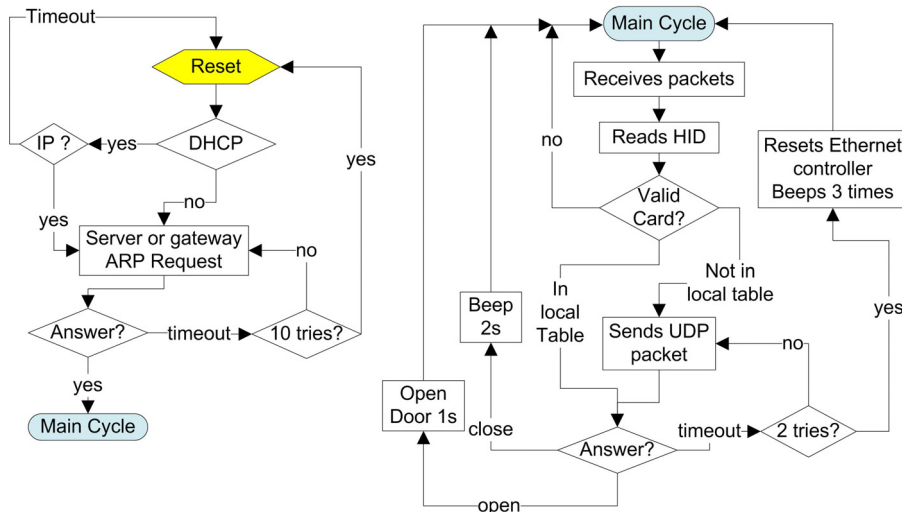 Timeout
Reset
IP ?
yes
DHCP
yes
no
yes
Server or gateway
ARP Request
no
Answer?
timeout
10 tries?
yes
Main Cycle
Main Cycle
Receives packets
Reads HID
no
Valid
Card?
Resets Ethernet
controller
Beeps 3 times
In
local
Table
Not in
local table
Beep
2s
Sends UDP
packet
no
yes
Open
Door 1s
close
Answer?
timeout
2 tries?
open